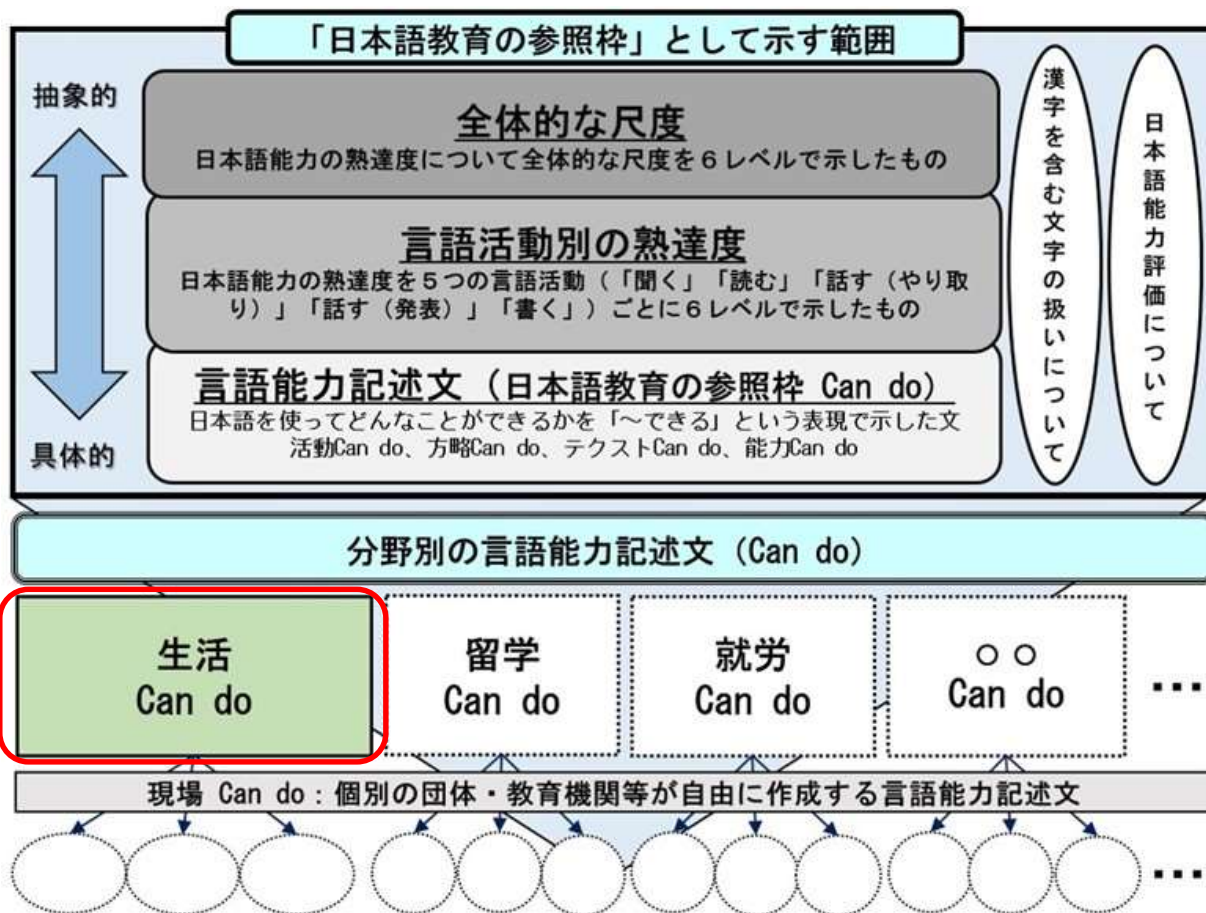 「日本語教育の参照枠」として示す範囲
抽象的
具体的
全体的な尺度
日本語能力の熟達度について全体的な尺度を6レベルで示したもの
言語活動別の熟達度
日本語能力の熟達度を5つの言語活動（「聞く」「読む」「話す（やり取
り）」「話す（発表）」「書く」）ごとに6レベルで示したもの
言語能力記述文（日本語教育の参照枠 Can do）
日本語を使ってどんなことができるかを「～できる」という表現で示した文
活動Can do、方略Can do、テクストCan do、能力Can do
漢字を含む文字の扱いについて
日本語能力評価について
分野別の言語能力記述文（Can do）
生活
Can do
留学
Can do
就労
Can do
○○
Can do
…
現場 Can do：個別の団体・教育機関等が自由に作成する言語能力記述文
…